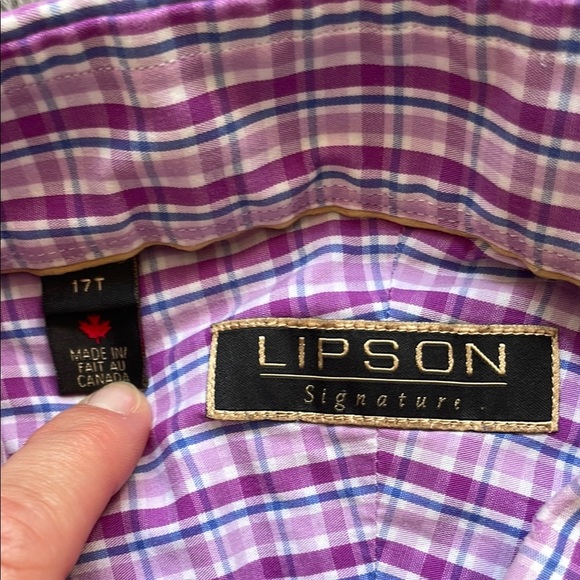 17T
MADE IN/
FAIT AU
CANADA
LIPSON
Signature